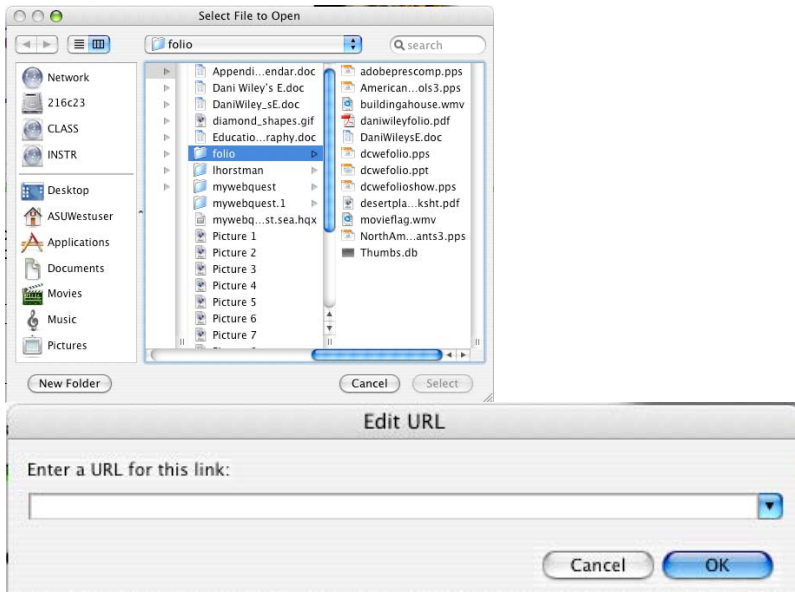 Select File to Open
folio
search
Network
216c23
CLASS
INSTR
Desktop
ASUWestuser
Applications
Documents
Movies
Music
Pictures
Appendi...endar.doc
Dani Wiley's E.doc
DaniWiley_sE.doc
diamond_shapes.gif
Educatio...raphy.doc
folio
lhorstman
mywebquest
mywebquest.1
mywebq...st.sea.hqx
Picture 1
Picture 2
Picture 3
Picture 4
Picture 5
Picture 6
Picture 7
adobeprescomp.pps
American...ols3.pps
buildingahouse.wmv
daniwileyfolio.pdf
DaniWileysE.doc
dcwefolio.pps
dcwefolio.ppt
dcwefolioshow.pps
desertpla...ksht.pdf
movieflag.wmv
NorthAm...ants3.pps
Thumbs.db
New Folder
Cancel
Select
Edit URL
Enter a URL for this link:
Cancel
OK